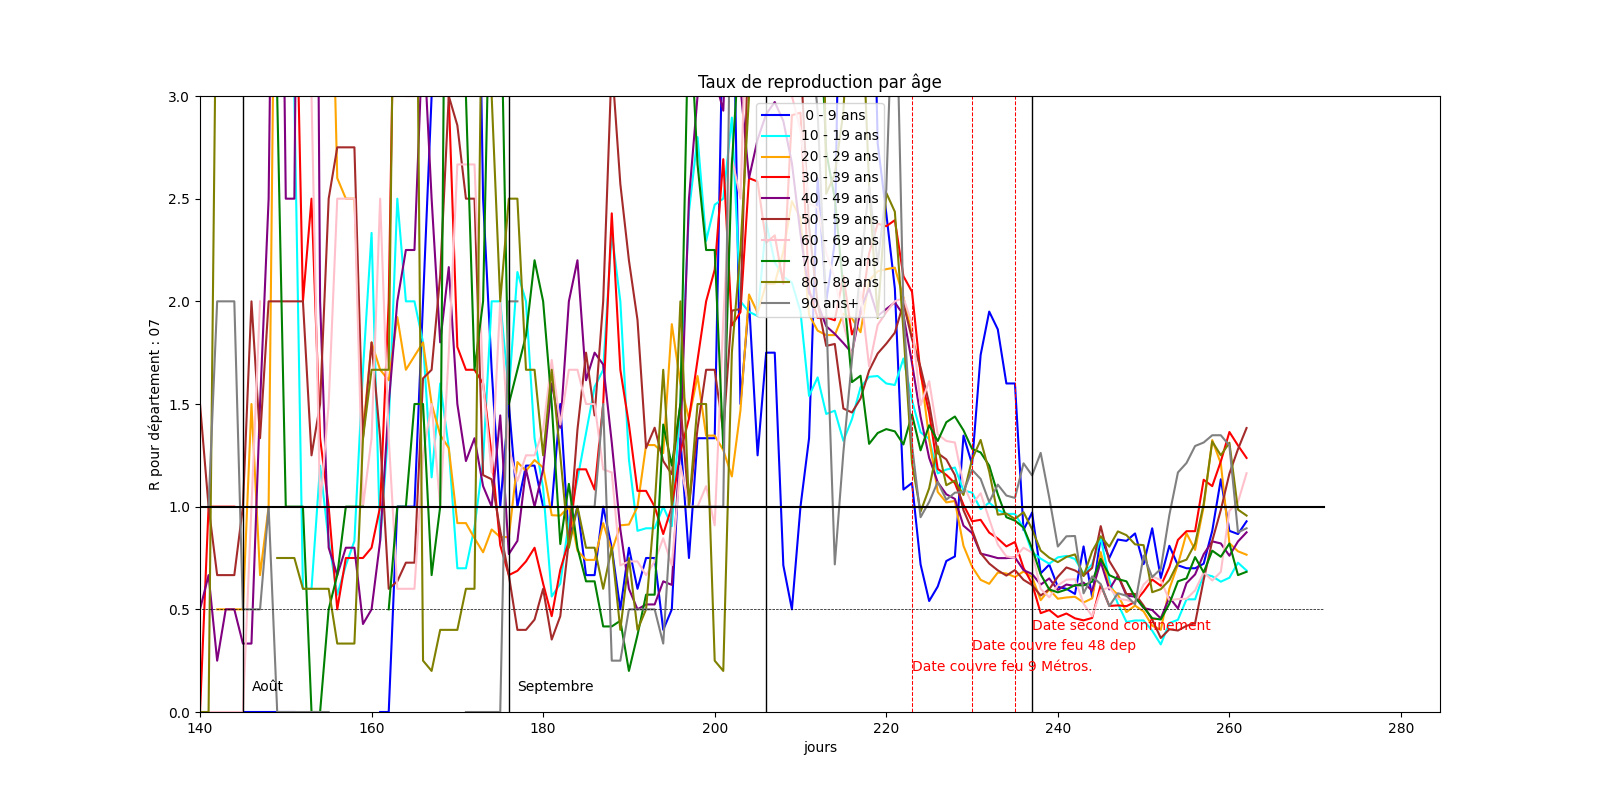 Taux de reproduction par âge
R pour département : 07
3.0
2.5
2.0
1.5
1.0
0.5
0.0
0 - 9 ans
10 - 19 ans
20 - 29 ans
30 - 39 ans
40 - 49 ans
50 - 59 ans
60 - 69 ans
70 - 79 ans
80 - 89 ans
90 ans+
Date second confinement
Date couvre feu 48 dep
Date couvre feu 9 Métros.
Août
Septembre
140 160 180 200 220 240 260 280
jours